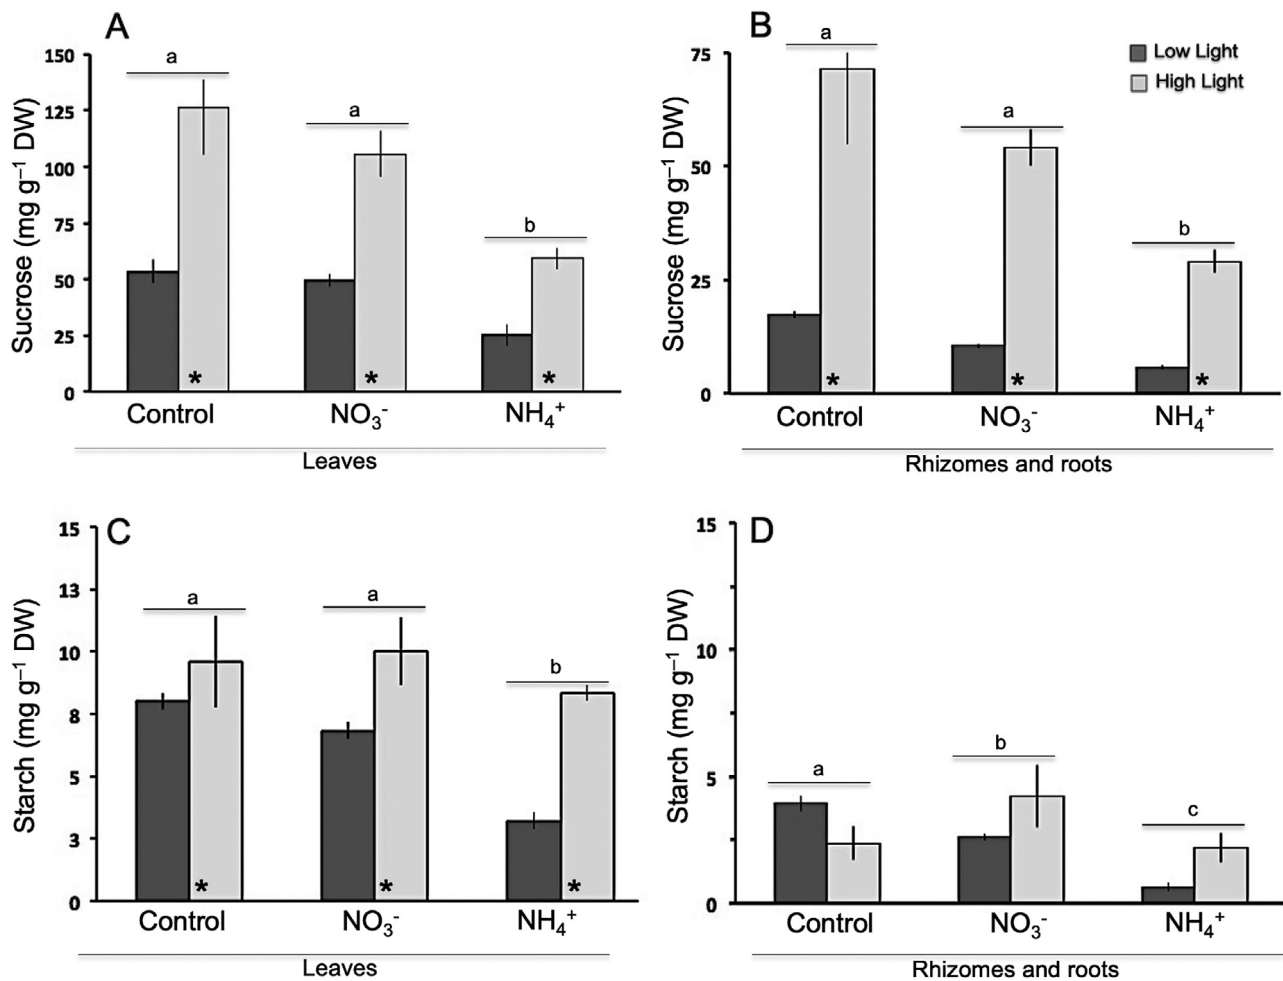 A
Sucrose (mg g⁻¹ DW)
150
125
100
75
50
25
0
a
a
b
*
*
*
Control
NO₃⁻
NH₄⁺
Leaves
B
Sucrose (mg g⁻¹ DW)
75
50
25
0
a
a
b
Low Light
High Light
*
*
*
Control
NO₃⁻
NH₄⁺
Rhizomes and roots
C
Starch (mg g⁻¹ DW)
15
13
10
8
5
3
0
a
a
b
*
*
*
Control
NO₃⁻
NH₄⁺
Leaves
D
Starch (mg g⁻¹ DW)
15
10
5
0
a
b
c
Control
NO₃⁻
NH₄⁺
Rhizomes and roots